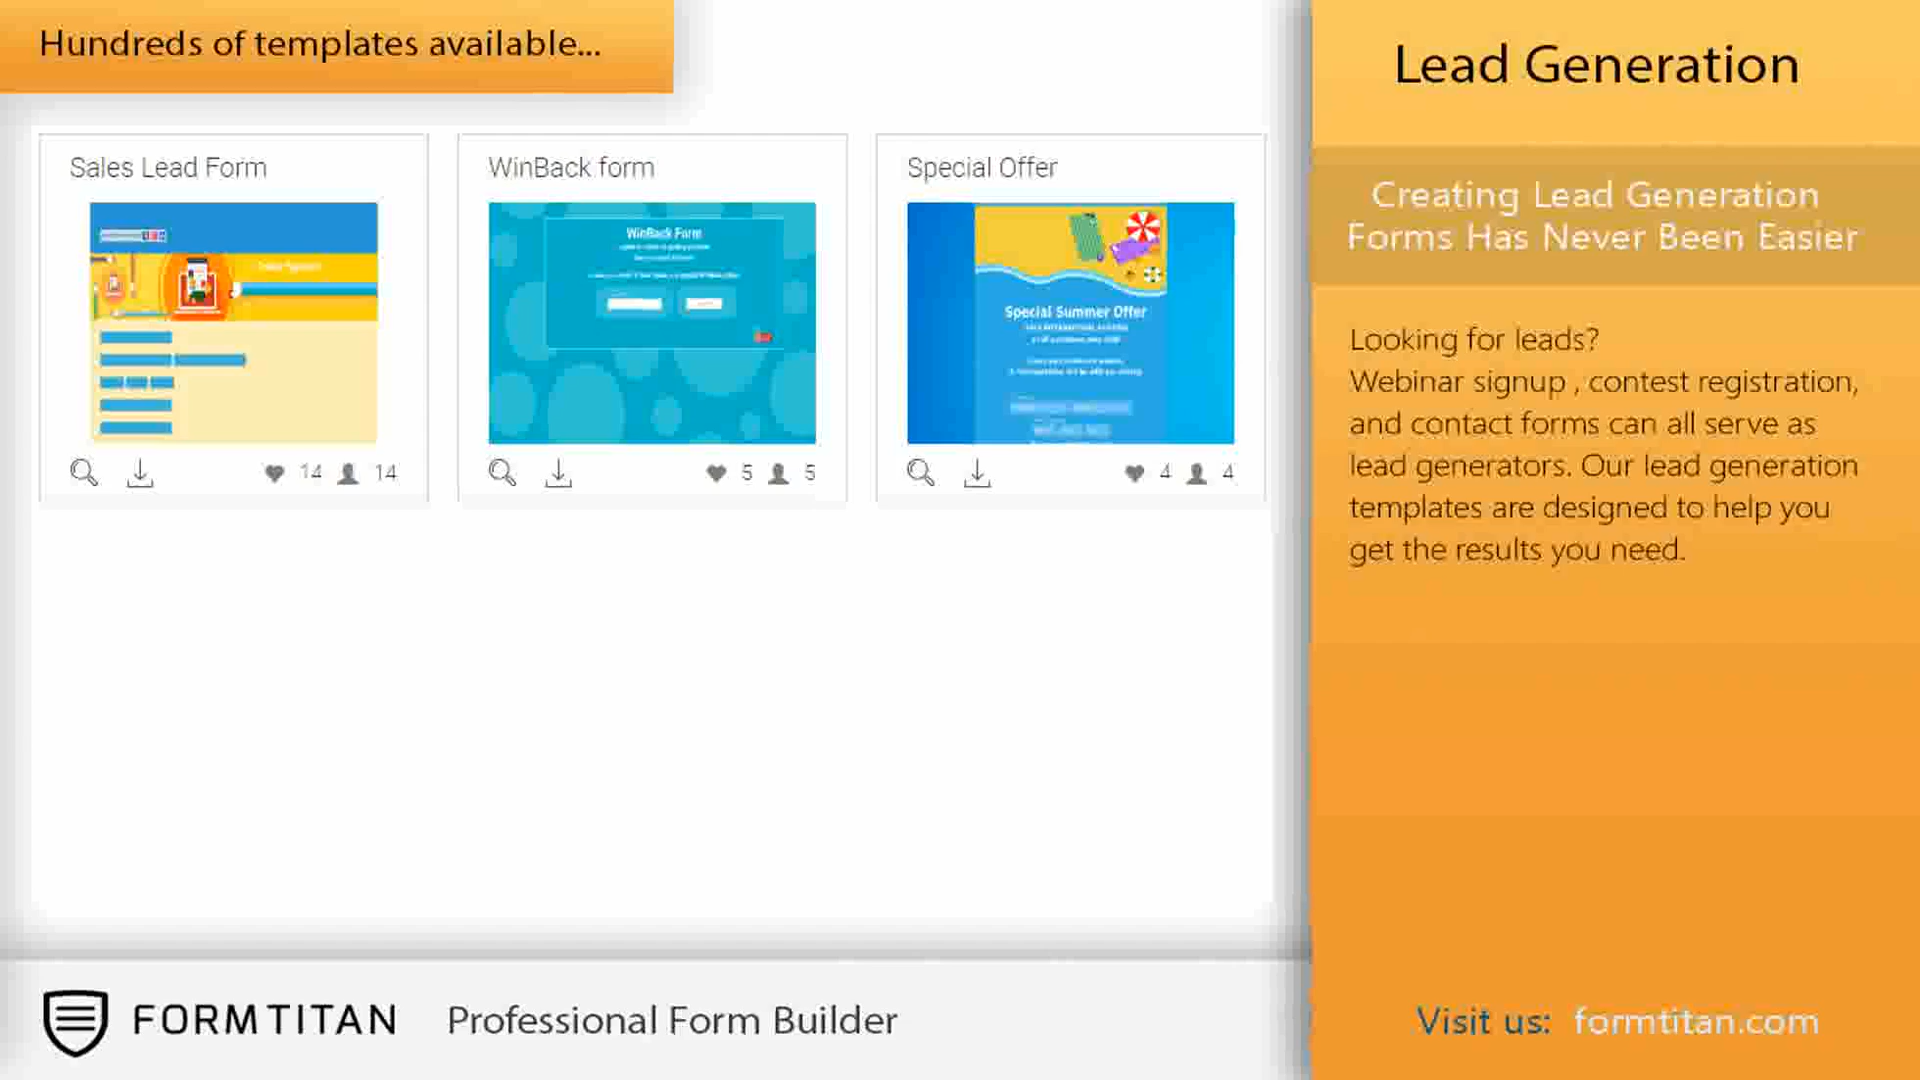 Hundreds of templates available...
Lead Generation
Creating Lead Generation
Forms Has Never Been Easier
Sales Lead Form
WinBack form
Special Offer
WinBack Form
Special Summer Offer
14 14
5 5
4 4
Looking for leads?
Webinar signup , contest registration,
and contact forms can all serve as
lead generators. Our lead generation
templates are designed to help you
get the results you need.
FORMTITAN Professional Form Builder
Visit us: formtitan.com